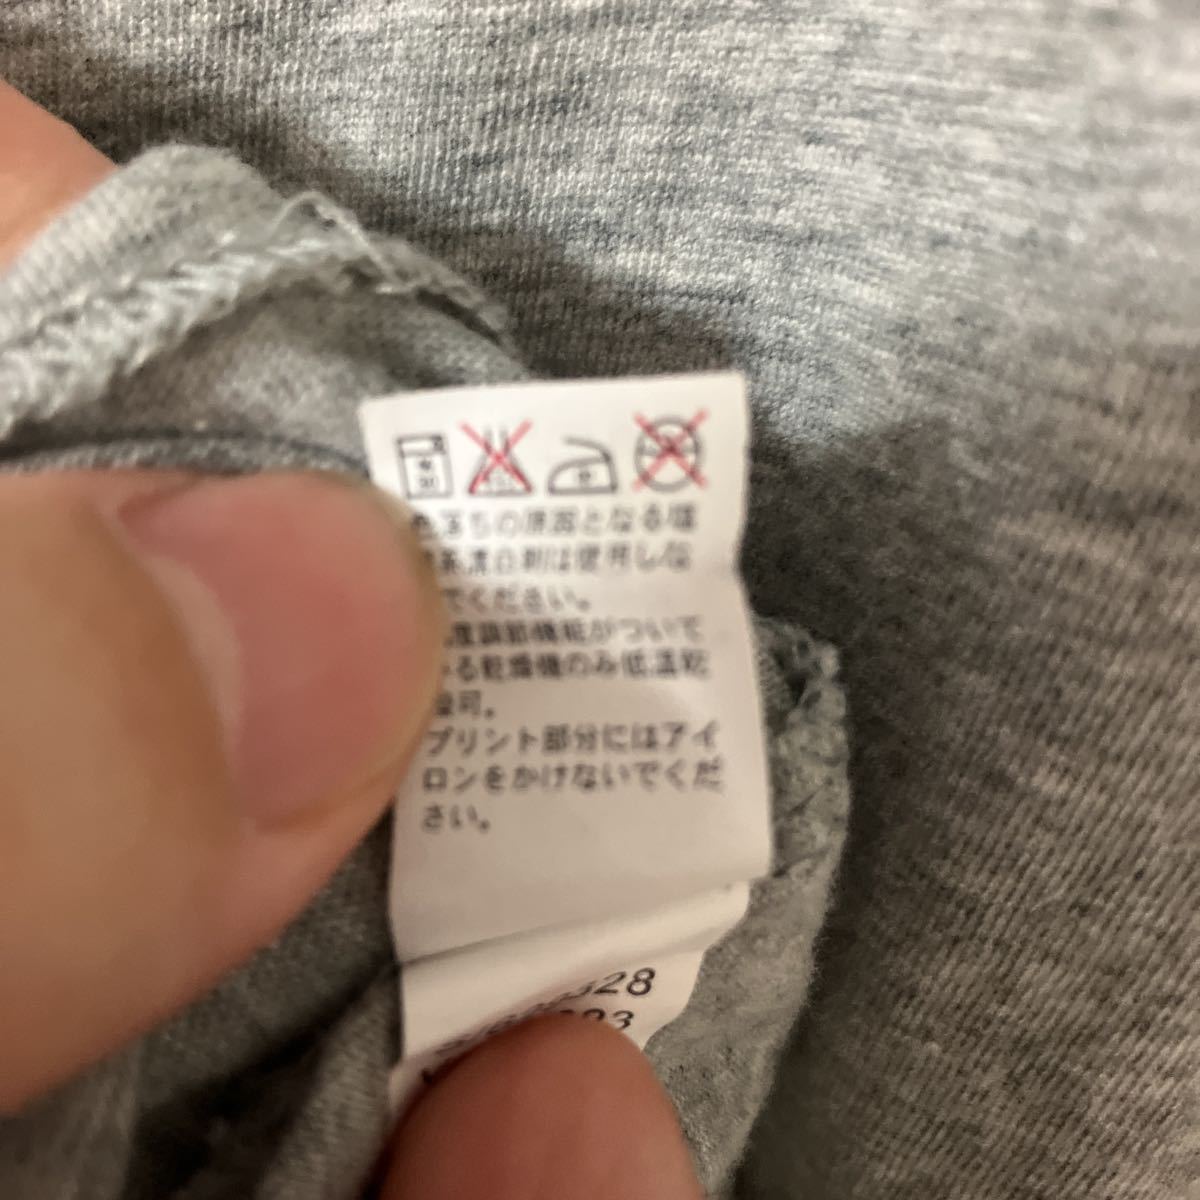 色落ちの原因となる塩
素系漂白剤は使用しな
いでください。
温度調節機能がついて
いる乾燥機のみ低温乾
燥可。
プリント部分にはアイ
ロンをかけないでくだ
さい。
328